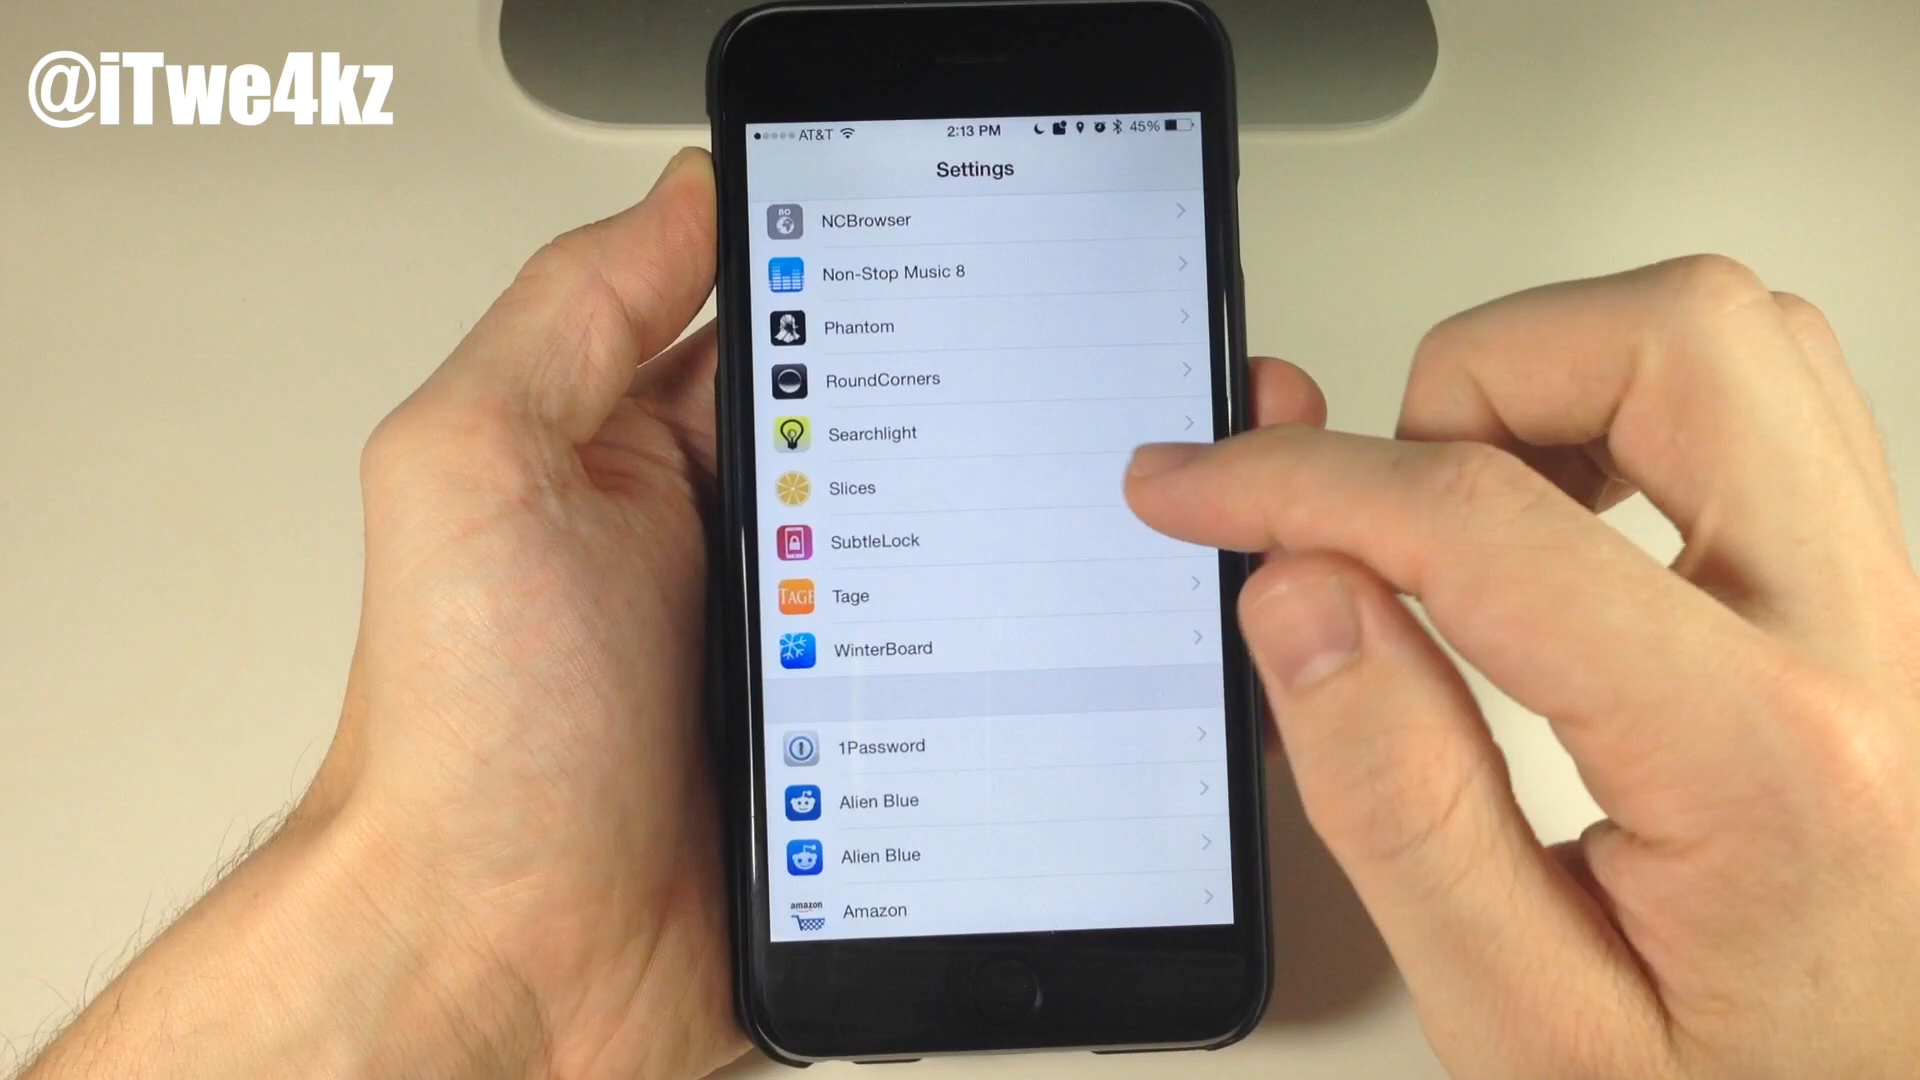 @iTwe4kz
AT&T
2:13 PM
45%
Settings
NCBrowser
Non-Stop Music 8
Phantom
RoundCorners
Searchlight
Slices
SubtleLock
TAGE
Tage
WinterBoard
1Password
Alien Blue
Alien Blue
amazon
Amazon